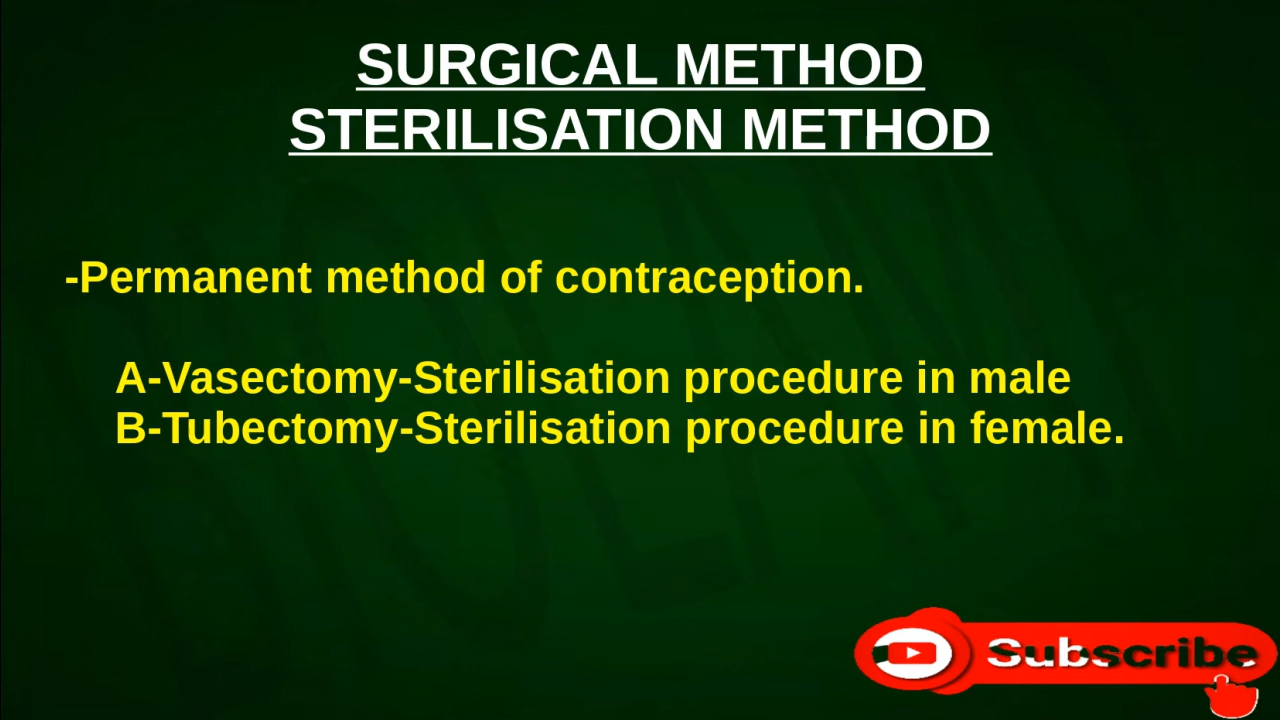 SURGICAL METHOD
STERILISATION METHOD
-Permanent method of contraception.
A-Vasectomy-Sterilisation procedure in male
B-Tubectomy-Sterilisation procedure in female.
Subscribe